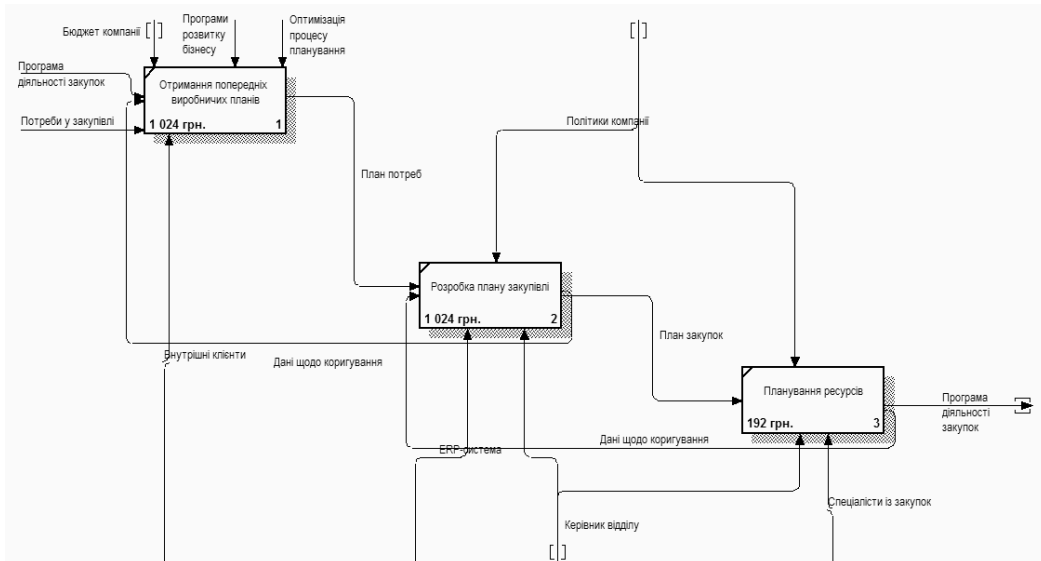 Бюджет компанії
Програми
розвитку
бізнесу
Оптимізація
процесу
планування
Програма
діяльності закупок
Потреби у закупівлі
Отримання попередніх
виробничих планів
1 024 грн. 1
Політики компанії
План потреб
Розробка плану закупівлі
1 024 грн. 2
План закупок
Внутрішні клієнти
Дані щодо коригування
Планування ресурсів
192 грн. 3
Програма
діяльності
закупок
Дані щодо коригування
ERP-система
Спеціалісти із закупок
Керівник відділу